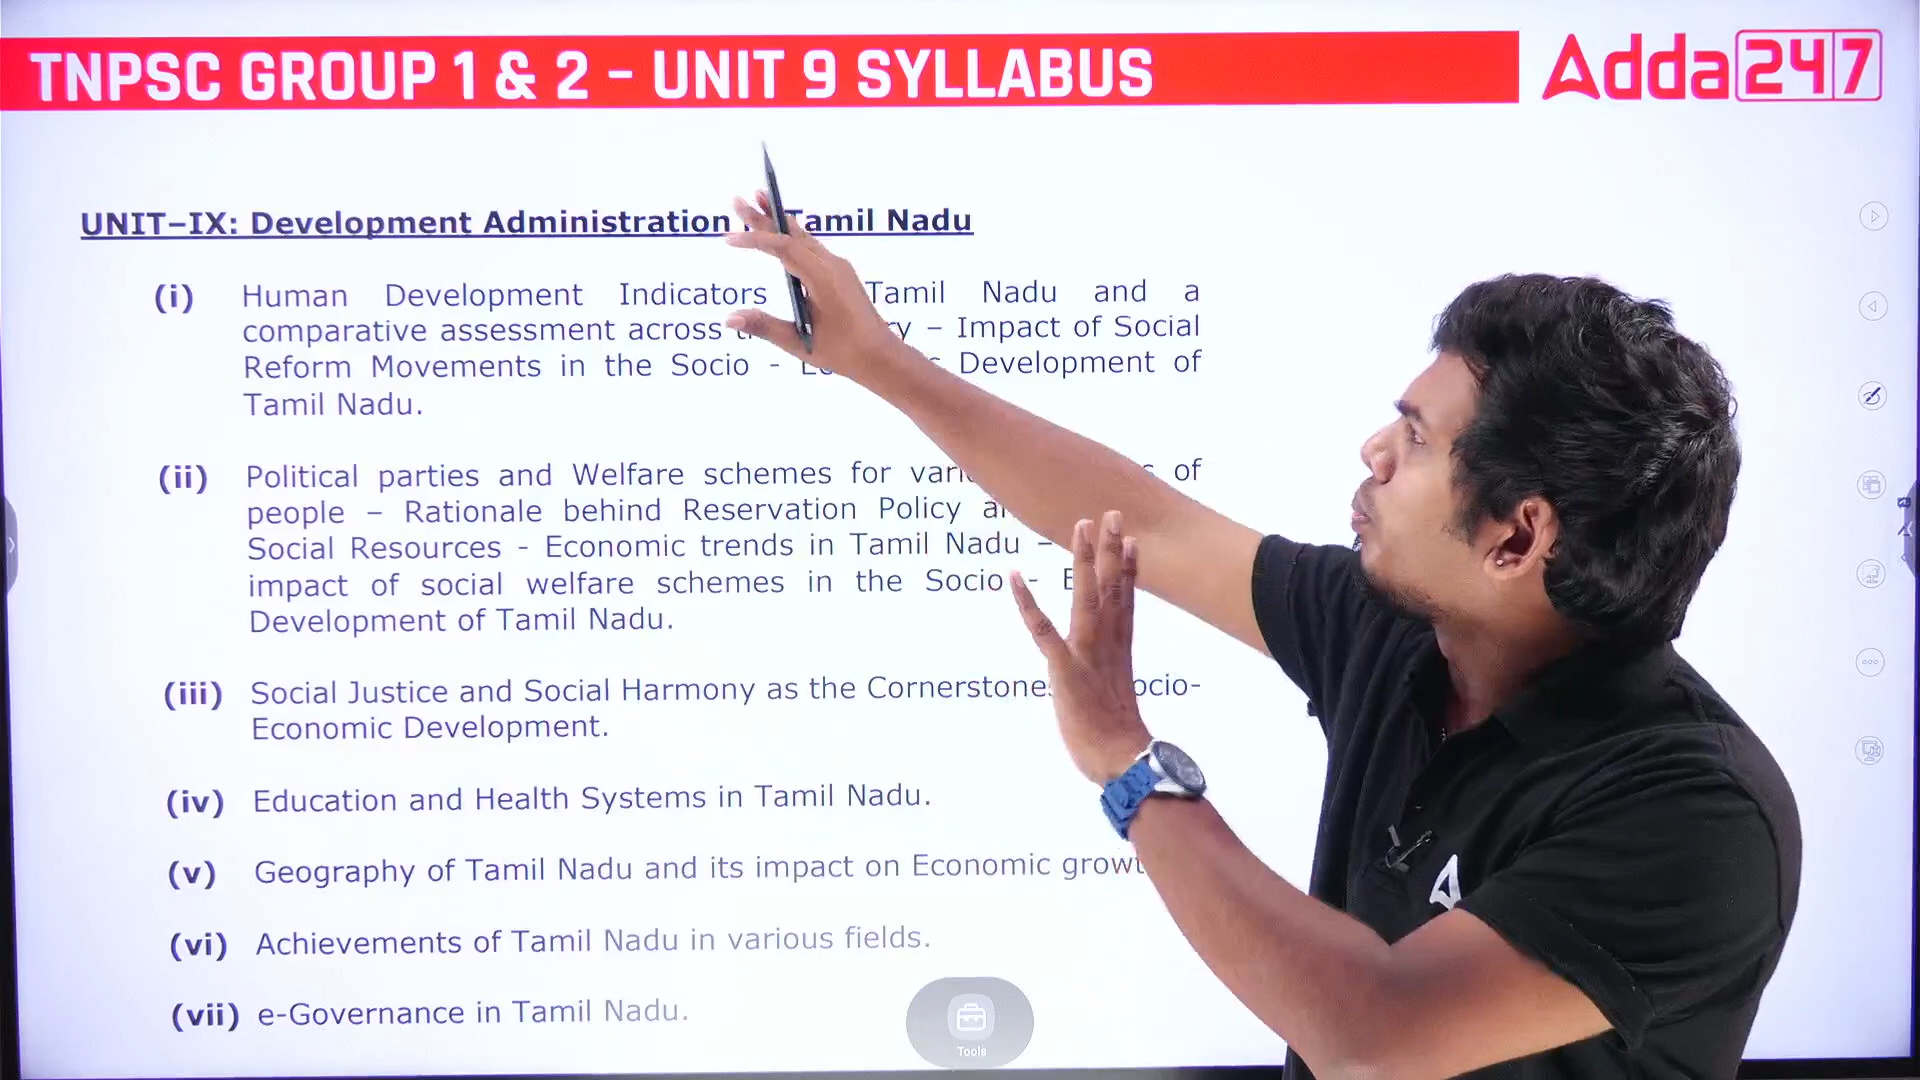 TNPSC GROUP 1 & 2 - UNIT 9 SYLLABUS
Adda247
UNIT–IX: Development Administration Tamil Nadu
(i) Human Development Indicators Tamil Nadu and a
comparative assessment across – Impact of Social
Reform Movements in the Socio - Development of
Tamil Nadu.
(ii) Political parties and Welfare schemes for of
people – Rationale behind Reservation Policy
Social Resources - Economic trends in Tamil Nadu –
impact of social welfare schemes in the Socio -
Development of Tamil Nadu.
(iii) Social Justice and Social Harmony as the
Economic Development.
(iv) Education and Health Systems in Tamil Nadu.
(v) Geography of Tamil Nadu and its impact on Economic
(vi) Achievements of Tamil Nadu in various fields.
(vii) e-Governance in Tamil Nadu.
Tools